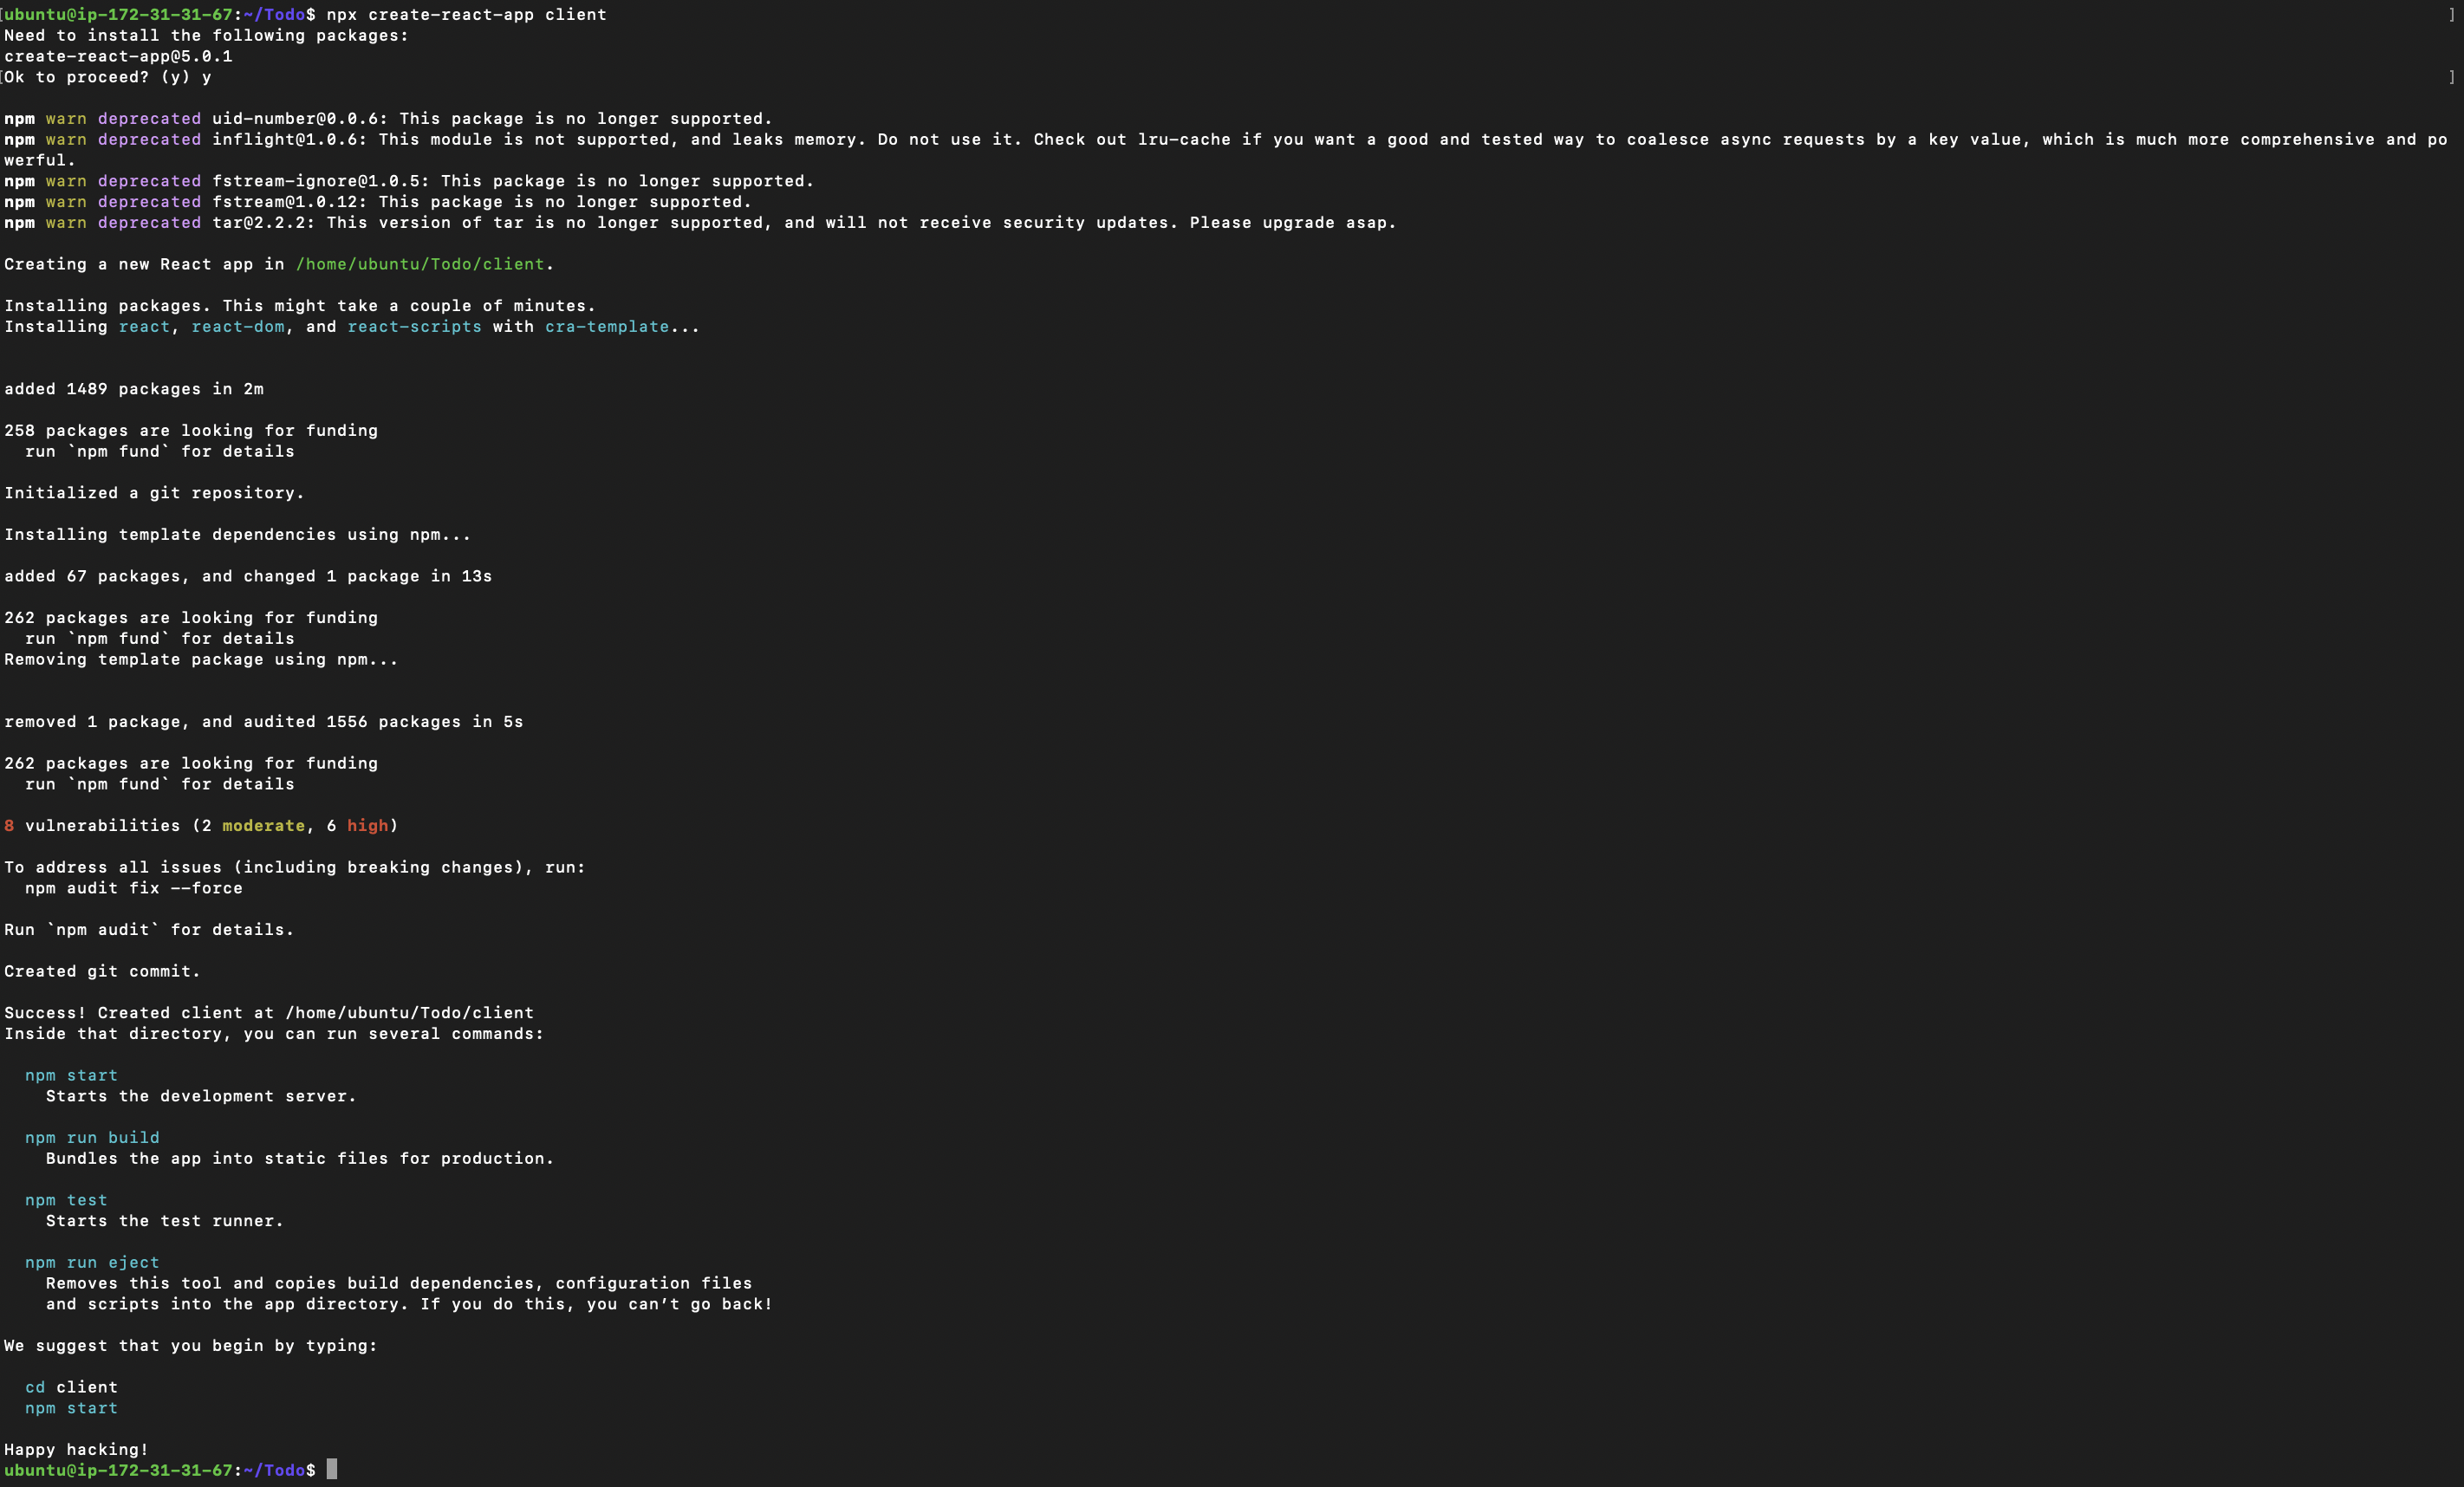 [ubuntu@ip-172-31-31-67:~/Todo$ npx create-react-app client ]
Need to install the following packages:
create-react-app@5.0.1
[Ok to proceed? (y) y ]
npm warn deprecated uid-number@0.0.6: This package is no longer supported.
npm warn deprecated inflight@1.0.6: This module is not supported, and leaks memory. Do not use it. Check out lru-cache if you want a good and tested way to coalesce async requests by a key value, which is much more comprehensive and po
werful.
npm warn deprecated fstream-ignore@1.0.5: This package is no longer supported.
npm warn deprecated fstream@1.0.12: This package is no longer supported.
npm warn deprecated tar@2.2.2: This version of tar is no longer supported, and will not receive security updates. Please upgrade asap.
Creating a new React app in /home/ubuntu/Todo/client.
Installing packages. This might take a couple of minutes.
Installing react, react-dom, and react-scripts with cra-template...
added 1489 packages in 2m
258 packages are looking for funding
run `npm fund` for details
Initialized a git repository.
Installing template dependencies using npm...
added 67 packages, and changed 1 package in 13s
262 packages are looking for funding
run `npm fund` for details
Removing template package using npm...
removed 1 package, and audited 1556 packages in 5s
262 packages are looking for funding
run `npm fund` for details
8 vulnerabilities (2 moderate, 6 high)
To address all issues (including breaking changes), run:
npm audit fix --force
Run `npm audit` for details.
Created git commit.
Success! Created client at /home/ubuntu/Todo/client
Inside that directory, you can run several commands:
npm start
Starts the development server.
npm run build
Bundles the app into static files for production.
npm test
Starts the test runner.
npm run eject
Removes this tool and copies build dependencies, configuration files
and scripts into the app directory. If you do this, you can’t go back!
We suggest that you begin by typing:
cd client
npm start
Happy hacking!
ubuntu@ip-172-31-31-67:~/Todo$